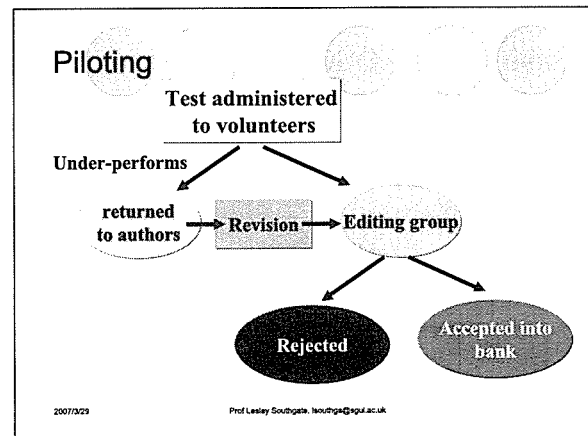 Piloting
Test administered
to volunteers
Under-performs
returned
to authors
Revision
Editing group
Rejected
Accepted into
bank
2007/3/29
Prof Lesley Southgate, lsouthga@sgul.ac.uk